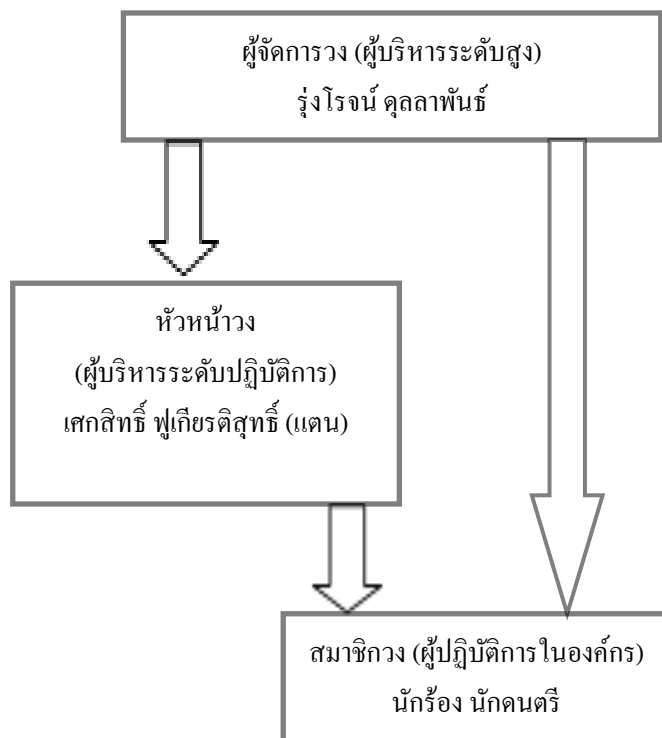 ผู้จัดการวง (ผู้บริหารระดับสูง)
รุ่งโรจน์ ดุลลาพันธ์
หัวหน้าวง
(ผู้บริหารระดับปฏิบัติการ)
เศกสิทธิ์ ฟูเกียรติสุทธิ์ (แตน)
สมาชิกวง (ผู้ปฏิบัติการในองค์กร)
นักร้อง นักดนตรี